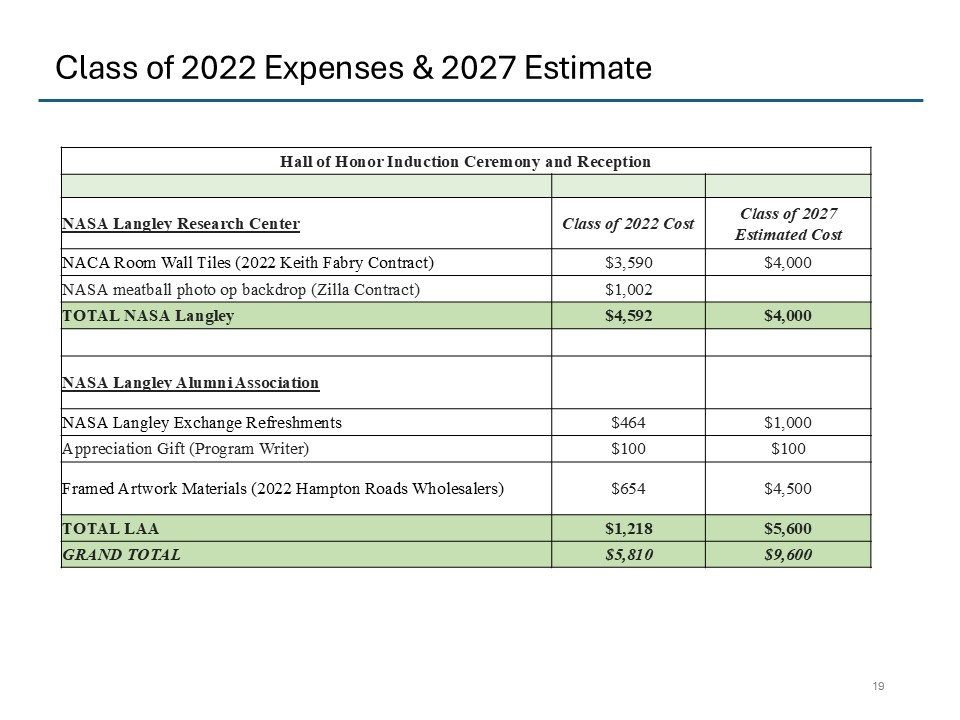 Class of 2022 Expenses & 2027 Estimate
Hall of Honor Induction Ceremony and Reception
NASA Langley Research Center Class of 2022 Cost Class of 2027 Estimated Cost
NACA Room Wall Tiles (2022 Keith Fabry Contract) $3,590 $4,000
NASA meatball photo op backdrop (Zilla Contract) $1,002
TOTAL NASA Langley $4,592 $4,000
NASA Langley Alumni Association
NASA Langley Exchange Refreshments $464 $1,000
Appreciation Gift (Program Writer) $100 $100
Framed Artwork Materials (2022 Hampton Roads Wholesalers) $654 $4,500
TOTAL LAA $1,218 $5,600
GRAND TOTAL $5,810 $9,600
19